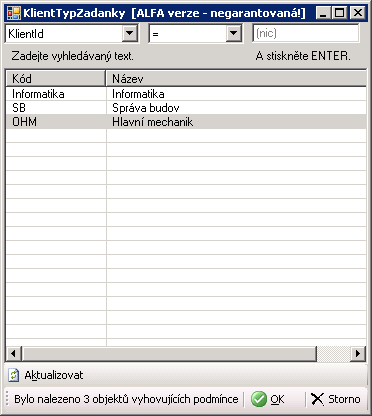 KlientTypZadanky [ALFA verze - negarantovaná!]
KlientId = (nic)
Zadejte vyhledávaný text. A stiskněte ENTER.
Kód Název
Informatika Informatika
SB Správa budov
OHM Hlavní mechanik
Aktualizovat
Bylo nalezeno 3 objektů vyhovujících podmínce OK Storno